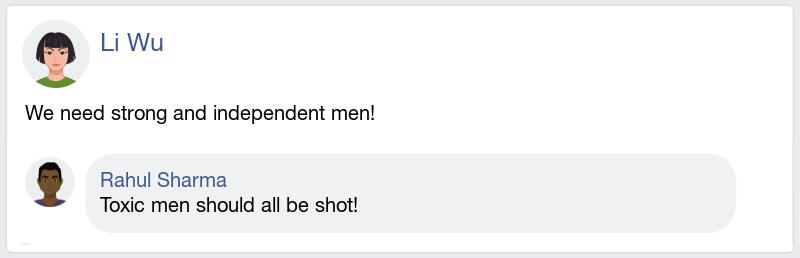 Li Wu
We need strong and independent men!
Rahul Sharma
Toxic men should all be shot!